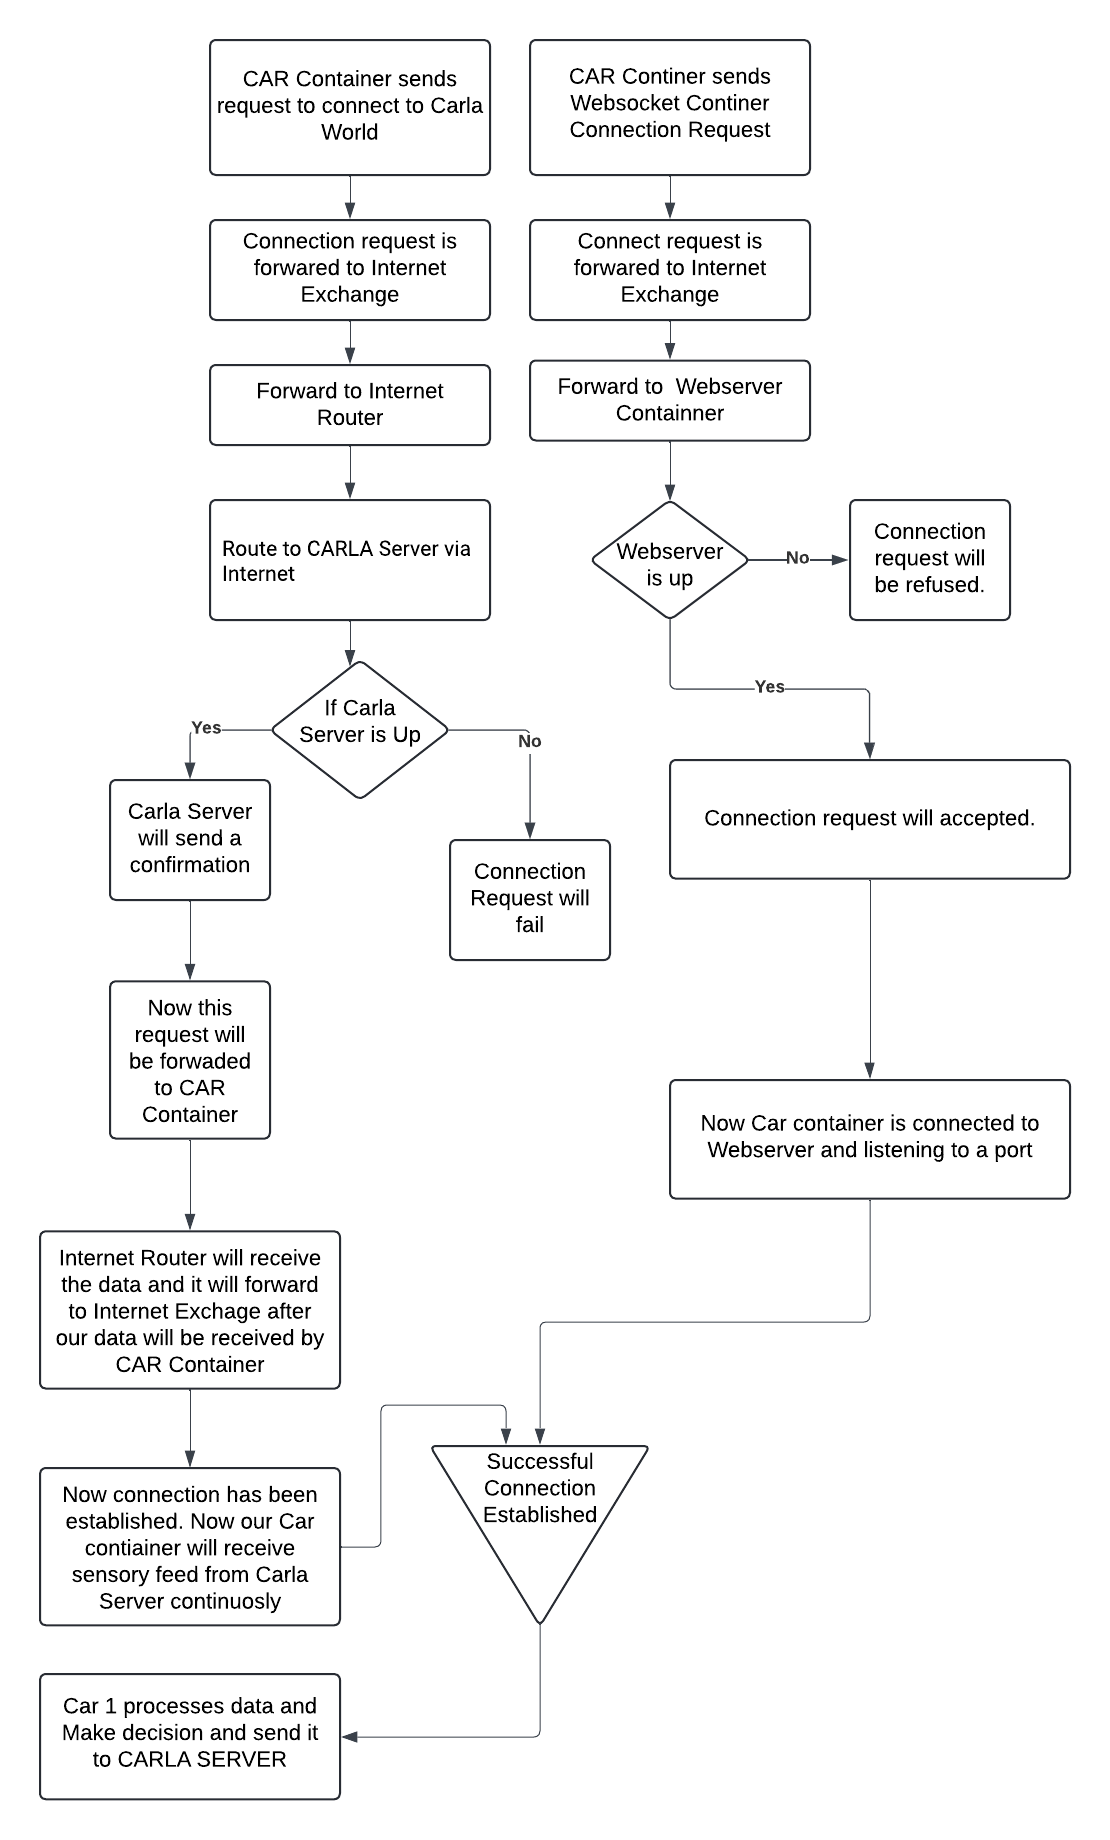 CAR Container sends
request to connect to Carla
World
CAR Continer sends
Websocket Continer
Connection Request
Connection request is
forwared to Internet
Exchange
Connect request is
forwared to Internet
Exchange
Forward to Internet
Router
Forward to  Webserver
Containner
Route to CARLA Server via
Internet
Webserver
is up
No
Connection
request will
be refused.
If Carla
Server is Up
Yes
No
Yes
Carla Server
will send a
confirmation
Connection
Request will
fail
Connection request will accepted.
Now this
request will
be forwaded
to CAR
Container
Now Car container is connected to
Webserver and listening to a port
Internet Router will receive
the data and it will forward
to Internet Exchage after
our data will be received by
CAR Container
Now connection has been
established. Now our Car
contiainer will receive
sensory feed from Carla
Server continuosly
Successful
Connection
Established
Car 1 processes data and
Make decision and send it
to CARLA SERVER